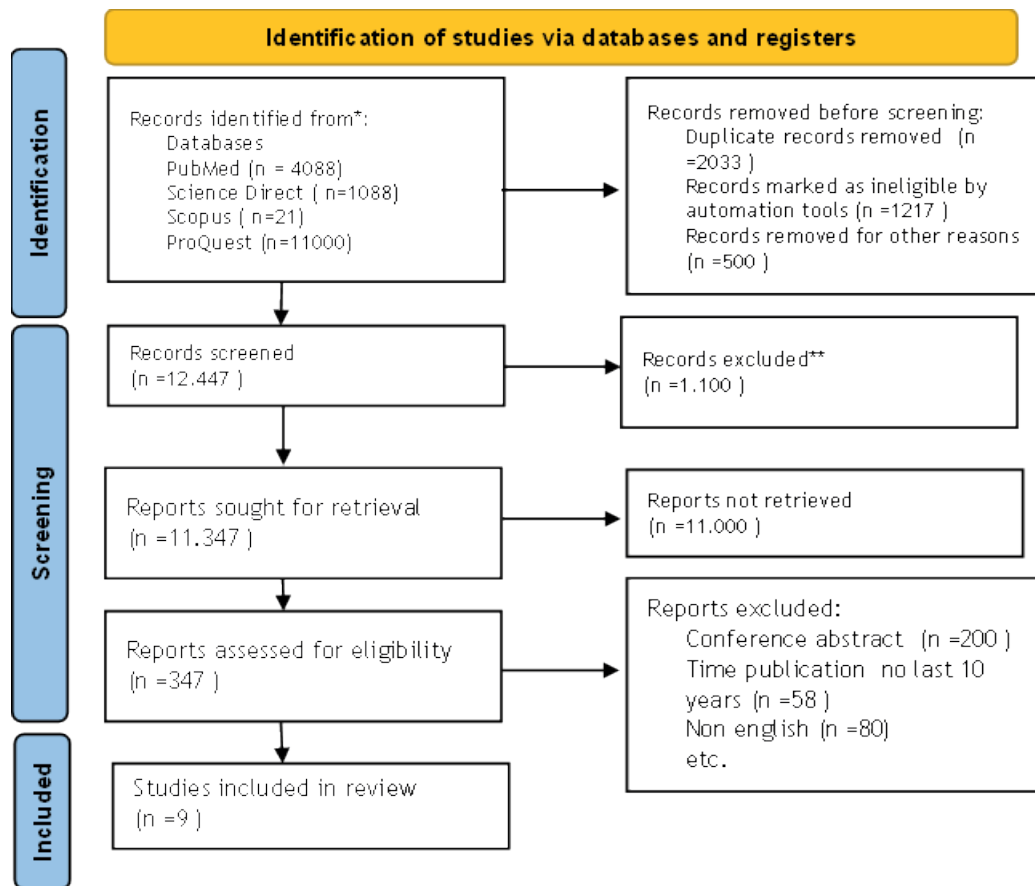 Identification of studies via databases and registers
Identification
Records identified from*:
Databases
PubMed (n = 4088)
Science Direct ( n=1088)
Scopus ( n=21)
ProQuest (n=11000)
Records removed before screening:
Duplicate records removed (n
=2033 )
Records marked as ineligible by
automation tools (n =1217 )
Records removed for other reasons
(n =500 )
Screening
Records screened
(n =12.447 )
Records excluded**
(n =1.100 )
Reports sought for retrieval
(n =11.347 )
Reports not retrieved
(n =11.000 )
Reports assessed for eligibility
(n =347 )
Reports excluded:
Conference abstract (n =200 )
Time publication no last 10
years (n =58 )
Non english (n =80)
etc.
Included
Studies included in review
(n =9 )